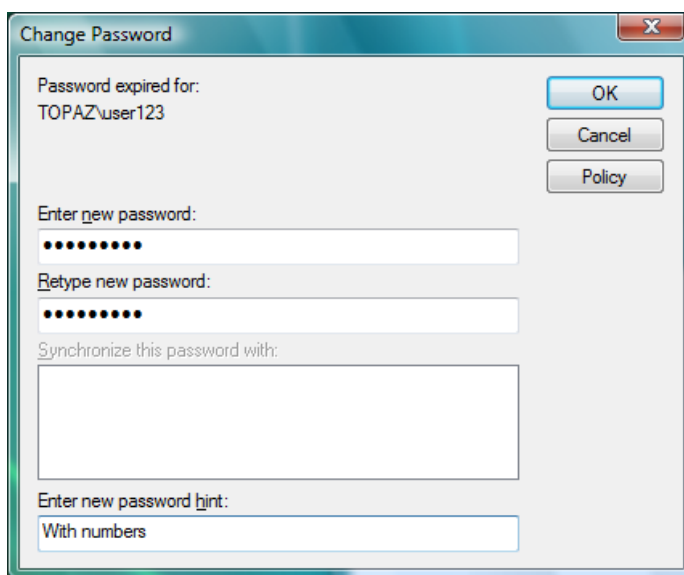 Change Password
Password expired for:
TOPAZ\user123
OK
Cancel
Policy
Enter new password:
•••••••••
Retype new password:
•••••••••
Synchronize this password with:
Enter new password hint:
With numbers